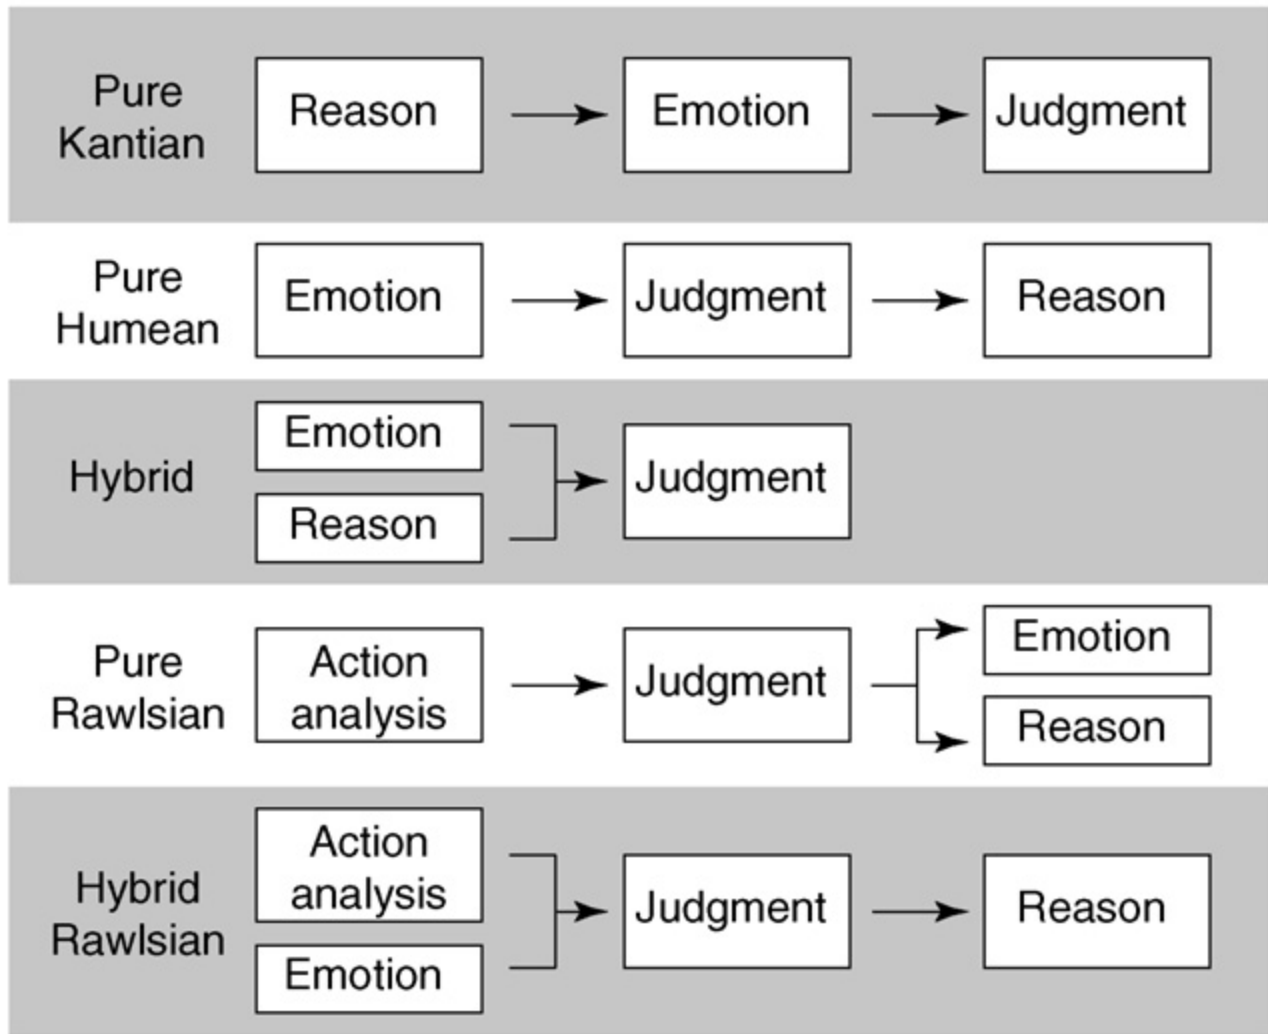 Pure
Kantian
Reason
Emotion
Judgment
Pure
Humean
Emotion
Judgment
Reason
Hybrid
Emotion
Reason
Judgment
Pure
Rawlsian
Action
analysis
Judgment
Emotion
Reason
Hybrid
Rawlsian
Action
analysis
Emotion
Judgment
Reason